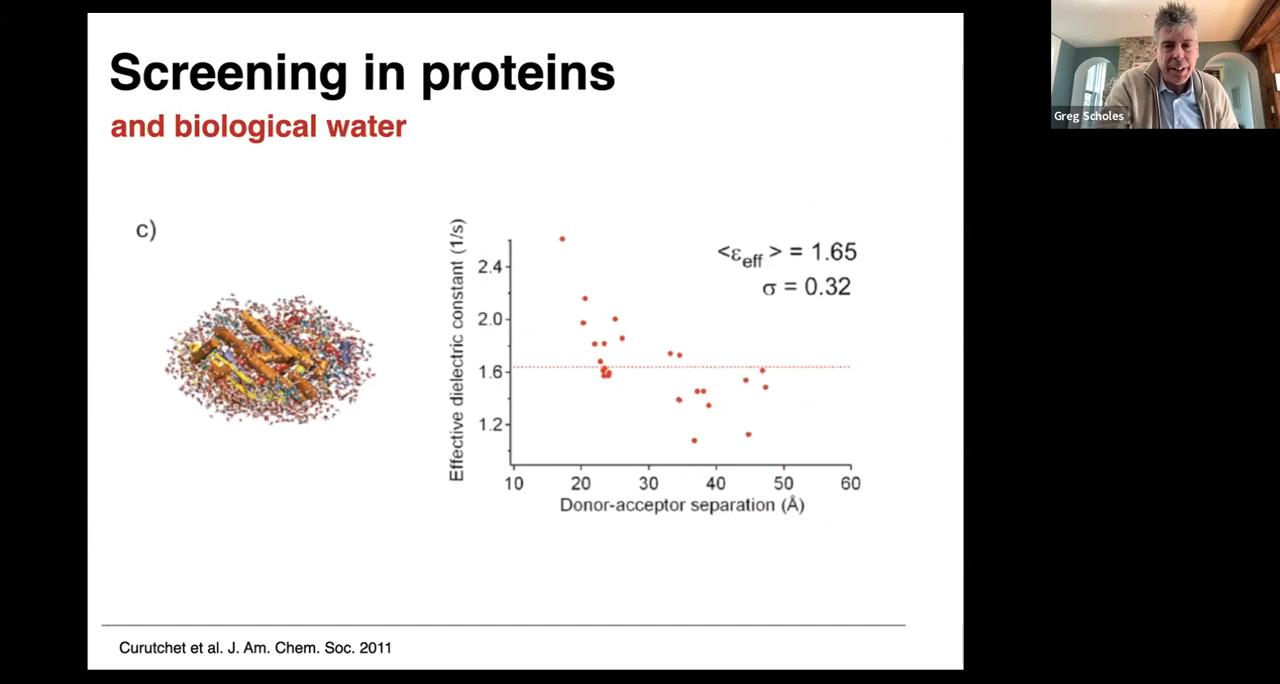 Screening in proteins
and biological water
Greg Scholes
c)
Effective dielectric constant (1/s)
2.4
2.0
1.6
1.2
<εeff > = 1.65
σ = 0.32
10 20 30 40 50 60
Donor-acceptor separation (Å)
Curutchet et al. J. Am. Chem. Soc. 2011